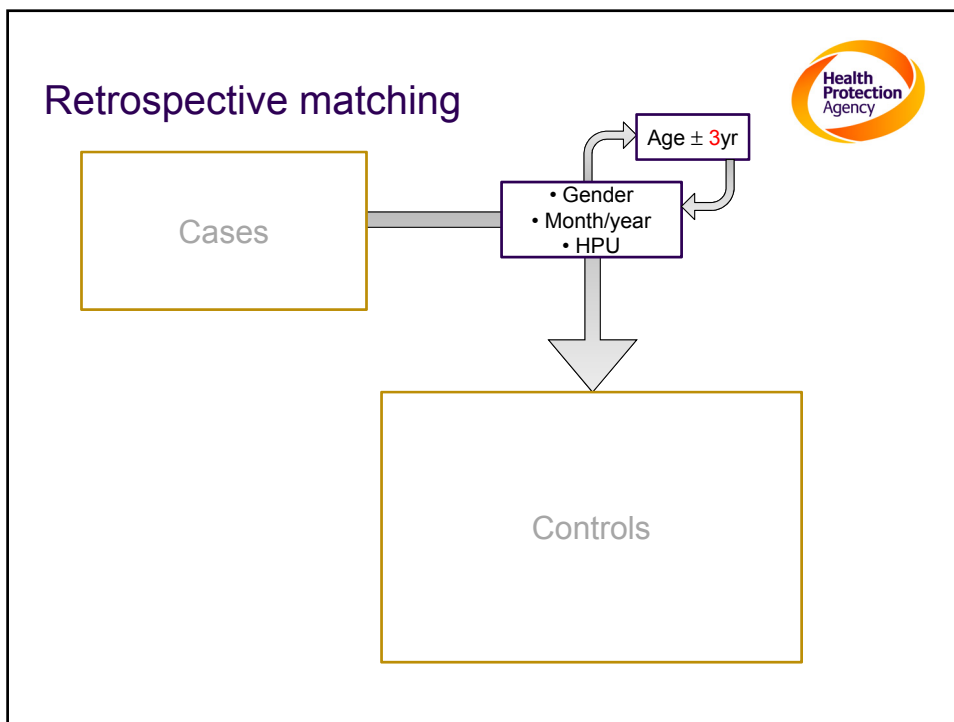 Retrospective matching
Health
Protection
Agency
Age ± 3yr
• Gender
• Month/year
• HPU
Cases
Controls